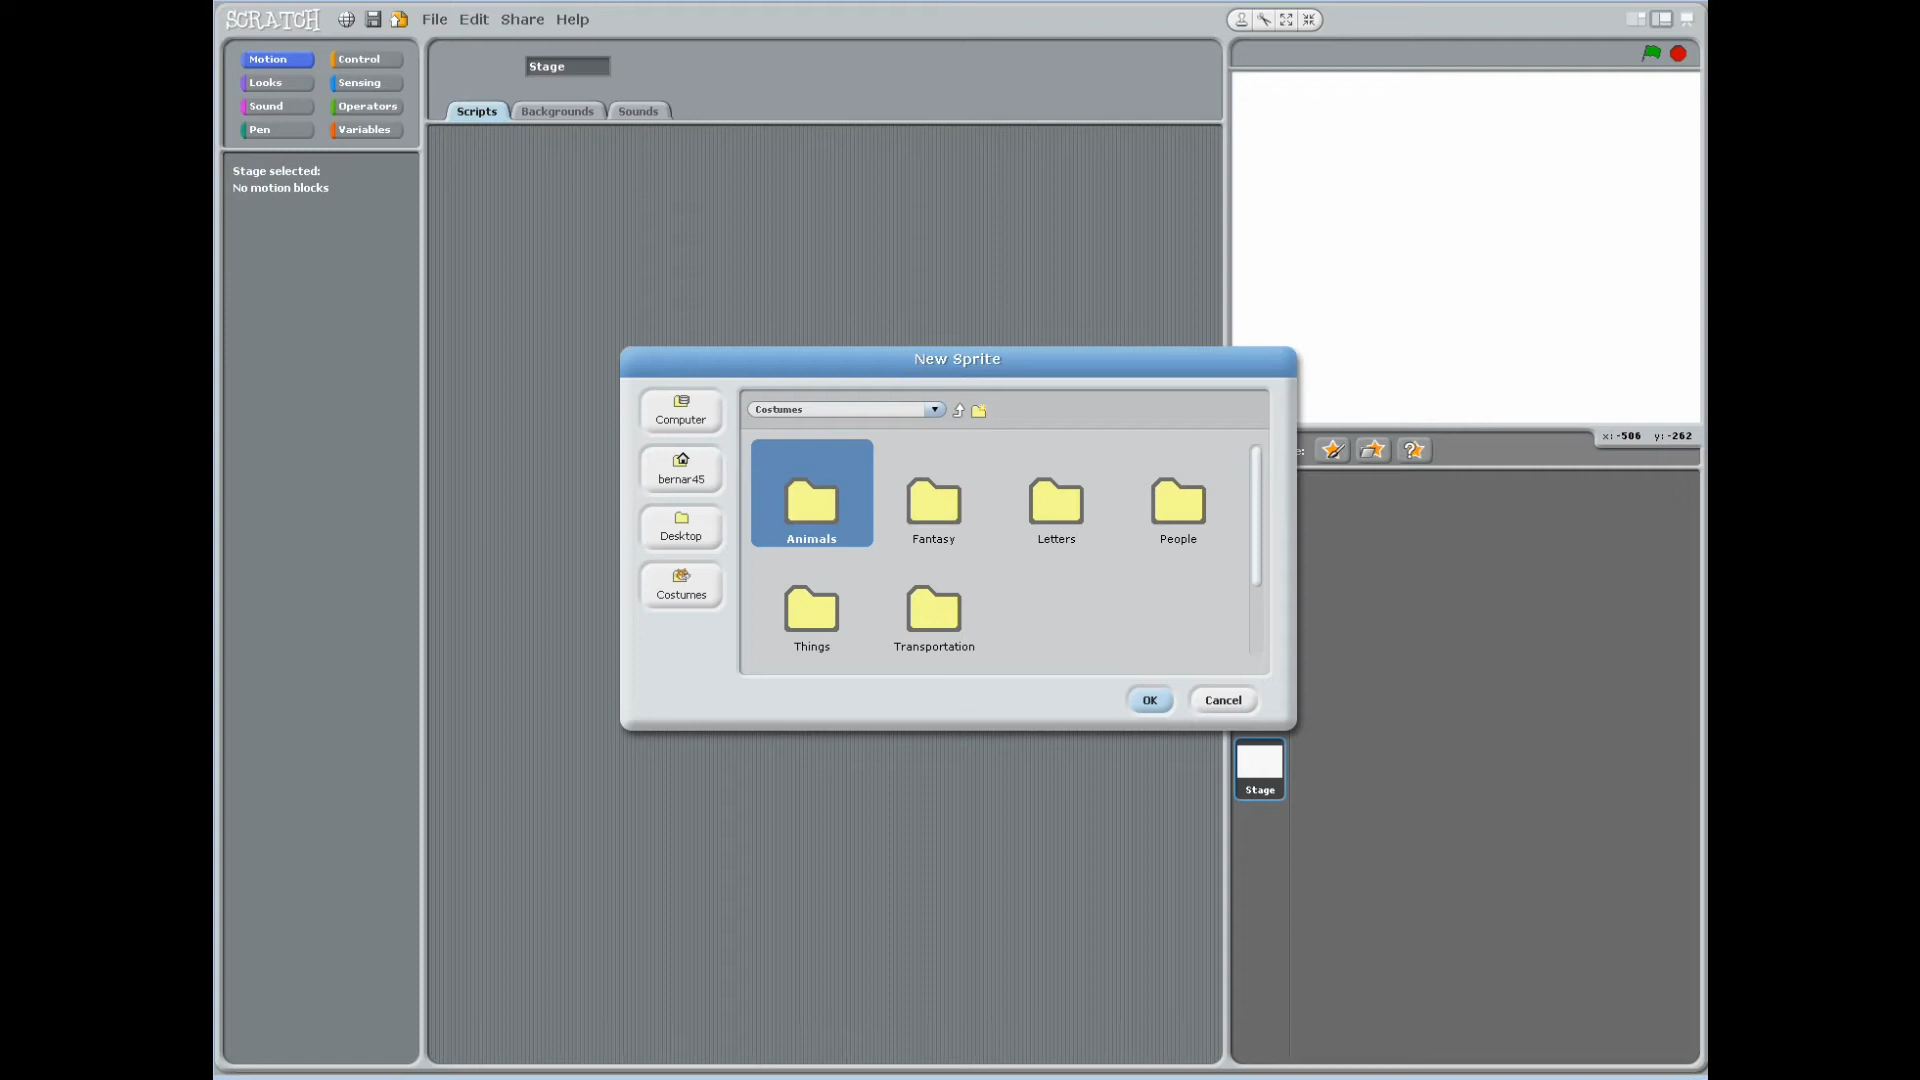 SCRATCH File Edit Share Help
Motion Control
Looks Sensing
Sound Operators
Pen Variables
Stage selected:
No motion blocks
Stage
Scripts Backgrounds Sounds
x: -506 y: -262
New Sprite
Computer
bernar45
Desktop
Costumes
Costumes
Animals Fantasy Letters People
Things Transportation
OK Cancel
e:
Stage